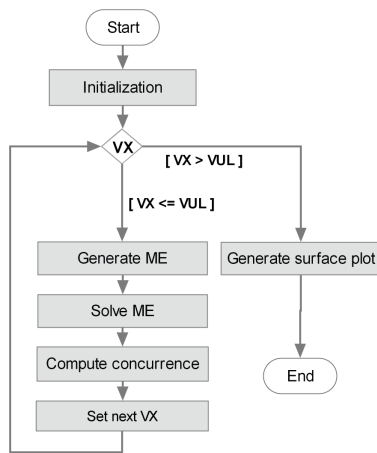 Start
Initialization
VX
[ VX > VUL ]
[ VX <= VUL ]
Generate ME
Generate surface plot
Solve ME
Compute concurrence
End
Set next VX